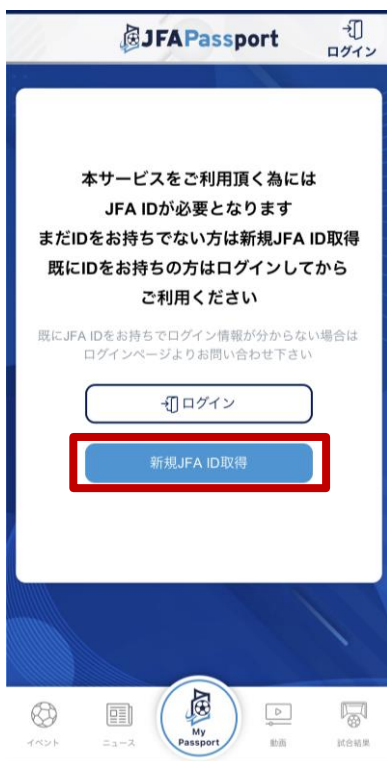 JFAPassport
ログイン
本サービスをご利用頂く為には
JFA IDが必要となります
まだIDをお持ちでない方は新規JFA ID取得
既にIDをお持ちの方はログインしてから
ご利用ください
既にJFA IDをお持ちでログイン情報が分からない場合は
ログインページよりお問い合わせ下さい
ログイン
新規JFA ID取得
イベント
ニュース
My
Passport
動画
試合結果